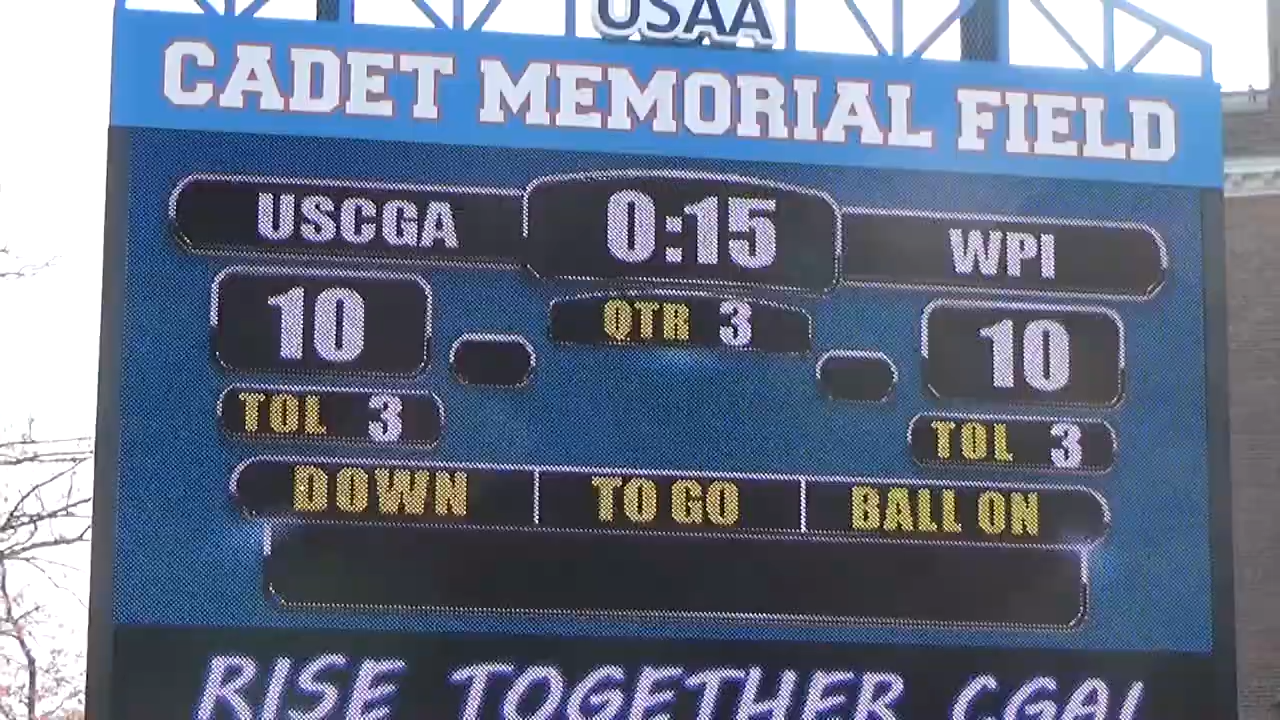 USAA
CADET MEMORIAL FIELD
USCGA 0:15 WPI
10 QTR 3 10
TOL 3 TOL 3
DOWN TO GO BALL ON
RISE TOGETHER CGA!